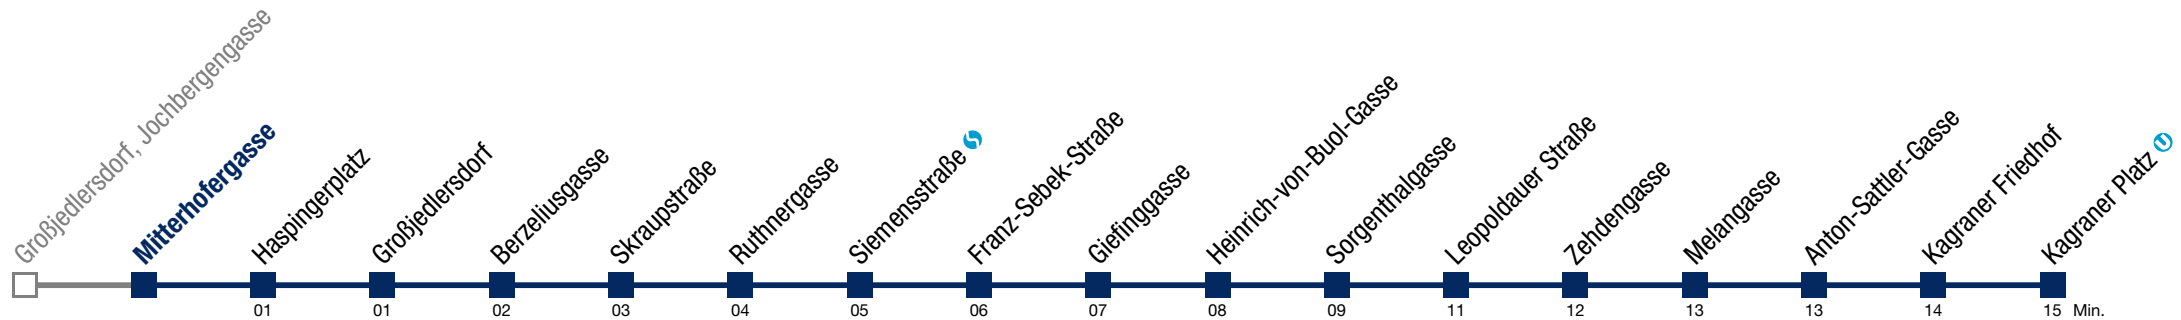 Großjedlersdorf, Jochbergengasse
Mitterhofergasse
Haspingerplatz
Großjedlersdorf
Berzeliusgasse
Skraupstraße
Ruthnergasse
Siemensstraße
Franz-Sebek-Straße
Giefinggasse
Heinrich-von-Buol-Gasse
Sorgenthalgasse
Leopoldauer Straße
Zehdengasse
Melangasse
Anton-Sattler-Gasse
Kagraner Friedhof
Kagraner Platz U
01 01 02 03 04 05 06 07 08 09 11 12 13 13 14 15 Min.